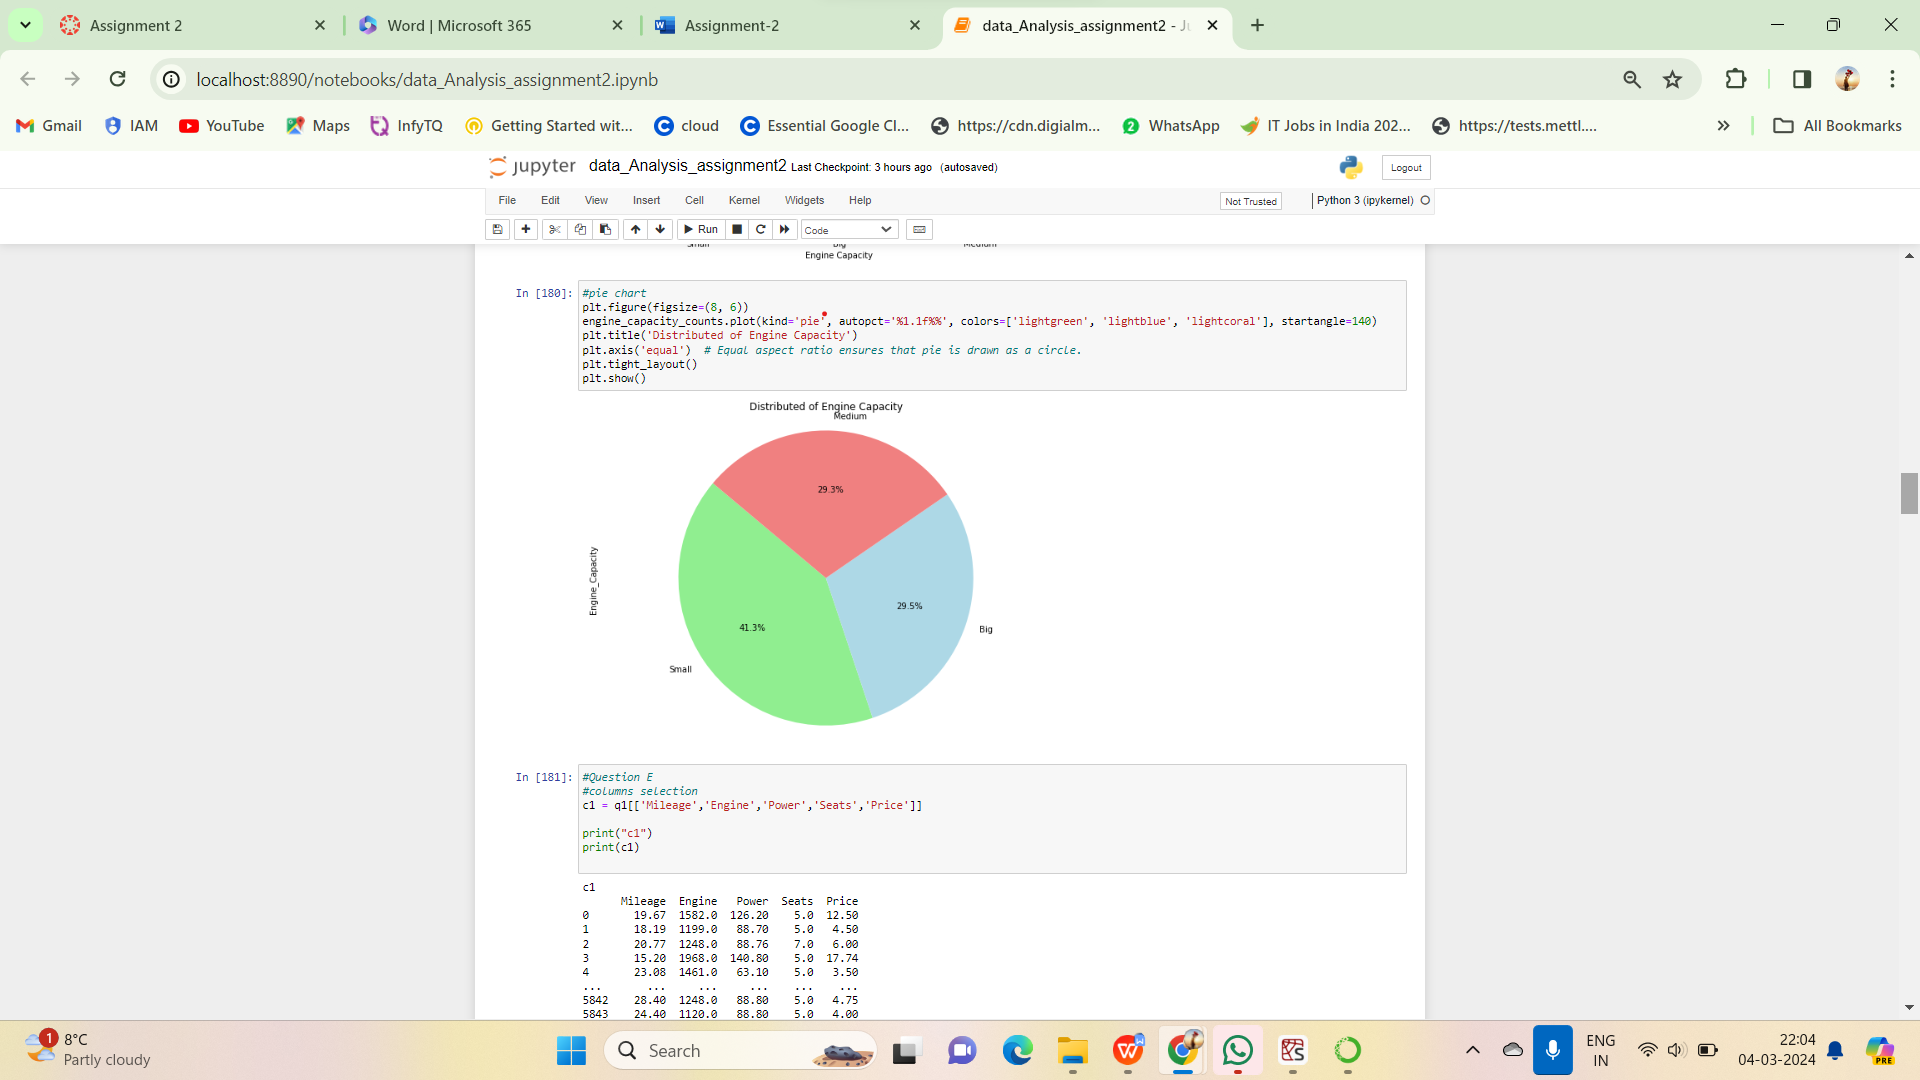 Assignment 2
Word | Microsoft 365
Assignment-2
data_Analysis_assignment2 - Ju
localhost:8890/notebooks/data_Analysis_assignment2.ipynb
Gmail
IAM
YouTube
Maps
InfyTQ
Getting Started wit...
cloud
Essential Google Cl...
https://cdn.digialm...
WhatsApp
IT Jobs in India 202...
https://tests.mettl....
All Bookmarks
jupyter data_Analysis_assignment2 Last Checkpoint: 3 hours ago (autosaved)
Logout
File Edit View Insert Cell Kernel Widgets Help
Not Trusted
Python 3 (ipykernel)
Run
Code
Small Big Medium
Engine Capacity
In [180]: #pie chart
plt.figure(figsize=(8, 6))
engine_capacity_counts.plot(kind='pie', autopct='%1.1f%%', colors=['lightgreen', 'lightblue', 'lightcoral'], startangle=140)
plt.title('Distributed of Engine Capacity')
plt.axis('equal')  # Equal aspect ratio ensures that pie is drawn as a circle.
plt.tight_layout()
plt.show()
Distributed of Engine Capacity
Medium
29.3%
Engine_Capacity
29.5%
41.3%
Big
Small
In [181]: #Question E
#columns selection
c1 = q1[['Mileage','Engine','Power','Seats','Price']]
print("c1")
print(c1)
c1
Mileage Engine Power Seats Price
0 19.67 1582.0 126.20 5.0 12.50
1 18.19 1199.0 88.70 5.0 4.50
2 20.77 1248.0 88.76 7.0 6.00
3 15.20 1968.0 140.80 5.0 17.74
4 23.08 1461.0 63.10 5.0 3.50
... ... ... ... ... ...
5842 28.40 1248.0 88.80 5.0 4.75
5843 24.40 1120.0 88.80 5.0 4.00
1
8°C
Partly cloudy
Search
ENG
IN
22:04
04-03-2024
PRE